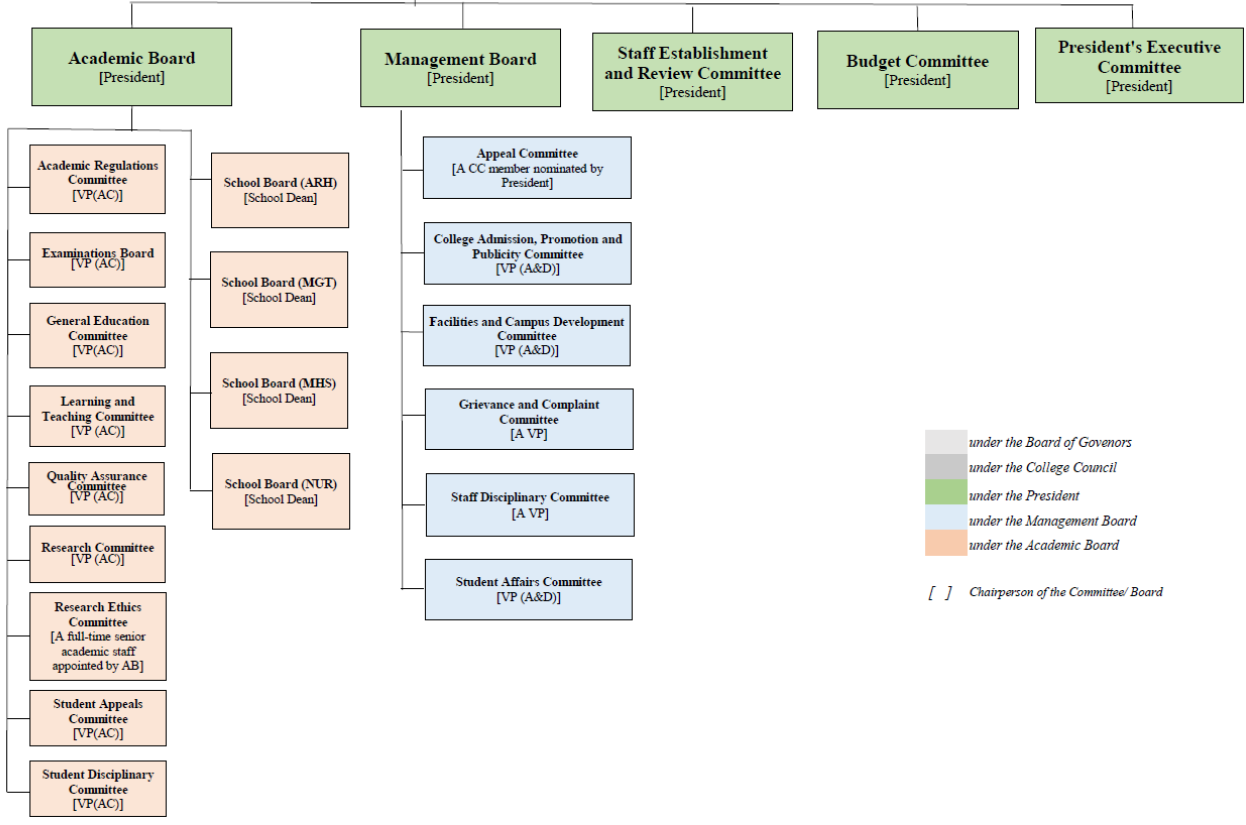 Academic Board
[President]
Management Board
[President]
Staff Establishment
and Review Committee
[President]
Budget Committee
[President]
President's Executive
Committee
[President]
Academic Regulations
Committee
[VP(AC)]
Examinations Board
[VP (AC)]
General Education
Committee
[VP(AC)]
Learning and
Teaching Committee
[VP (AC)]
Quality Assurance
Committee
[VP (AC)]
Research Committee
[VP (AC)]
Research Ethics
Committee
[A full-time senior
academic staff
appointed by AB]
Student Appeals
Committee
[VP(AC)]
Student Disciplinary
Committee
[VP(AC)]
School Board (ARH)
[School Dean]
School Board (MGT)
[School Dean]
School Board (MHS)
[School Dean]
School Board (NUR)
[School Dean]
Appeal Committee
[A CC member nominated by
President]
College Admission, Promotion and
Publicity Committee
[VP (A&D)]
Facilities and Campus Development
Committee
[VP (A&D)]
Grievance and Complaint
Committee
[A VP]
Staff Disciplinary Committee
[A VP]
Student Affairs Committee
[VP (A&D)]
under the Board of Govenors
under the College Council
under the President
under the Management Board
under the Academic Board
[ ] Chairperson of the Committee/ Board